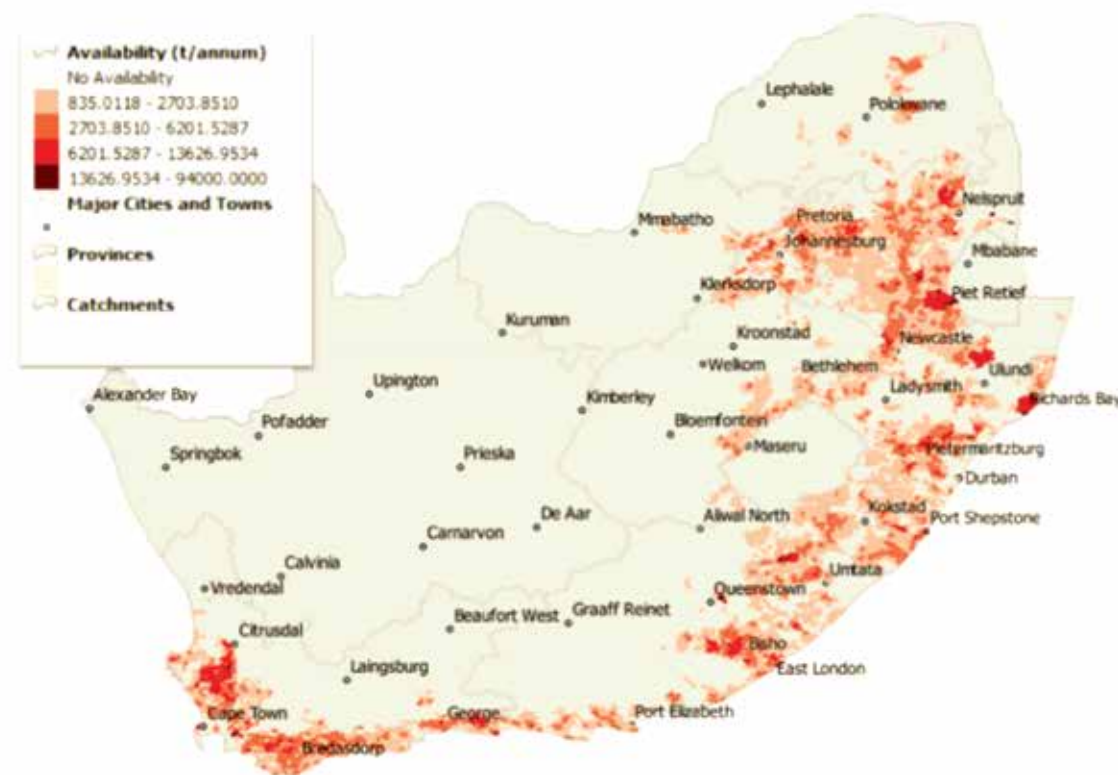 Availability (t/annum)
No Availability
835.0118 - 2703.8510
2703.8510 - 6201.5287
6201.5287 - 13626.9534
13626.9534 - 94000.0000
Major Cities and Towns
Provinces
Catchments
Lephalale
Polokwane
Nelspruit
Mmabatho
Pretoria
Johannesburg
Mbabane
Klerksdorp
Piet Retief
Kuruman
Kroonstad
Newcastle
Welkom
Bethlehem
Ulundi
Upington
Ladysmith
Alexander Bay
Kimberley
Richards Bay
Pofadder
Bloemfontein
Springbok
Prieska
Maseru
Pietermaritzburg
Durban
De Aar
Aliwal North
Kokstad
Port Shepstone
Carnarvon
Calvinia
Vredendal
Umtata
Queenstown
Beaufort West
Graaff Reinet
Citrusdal
Bisho
Laingsburg
East London
Cape Town
George
Port Elizabeth
Bredasdorp